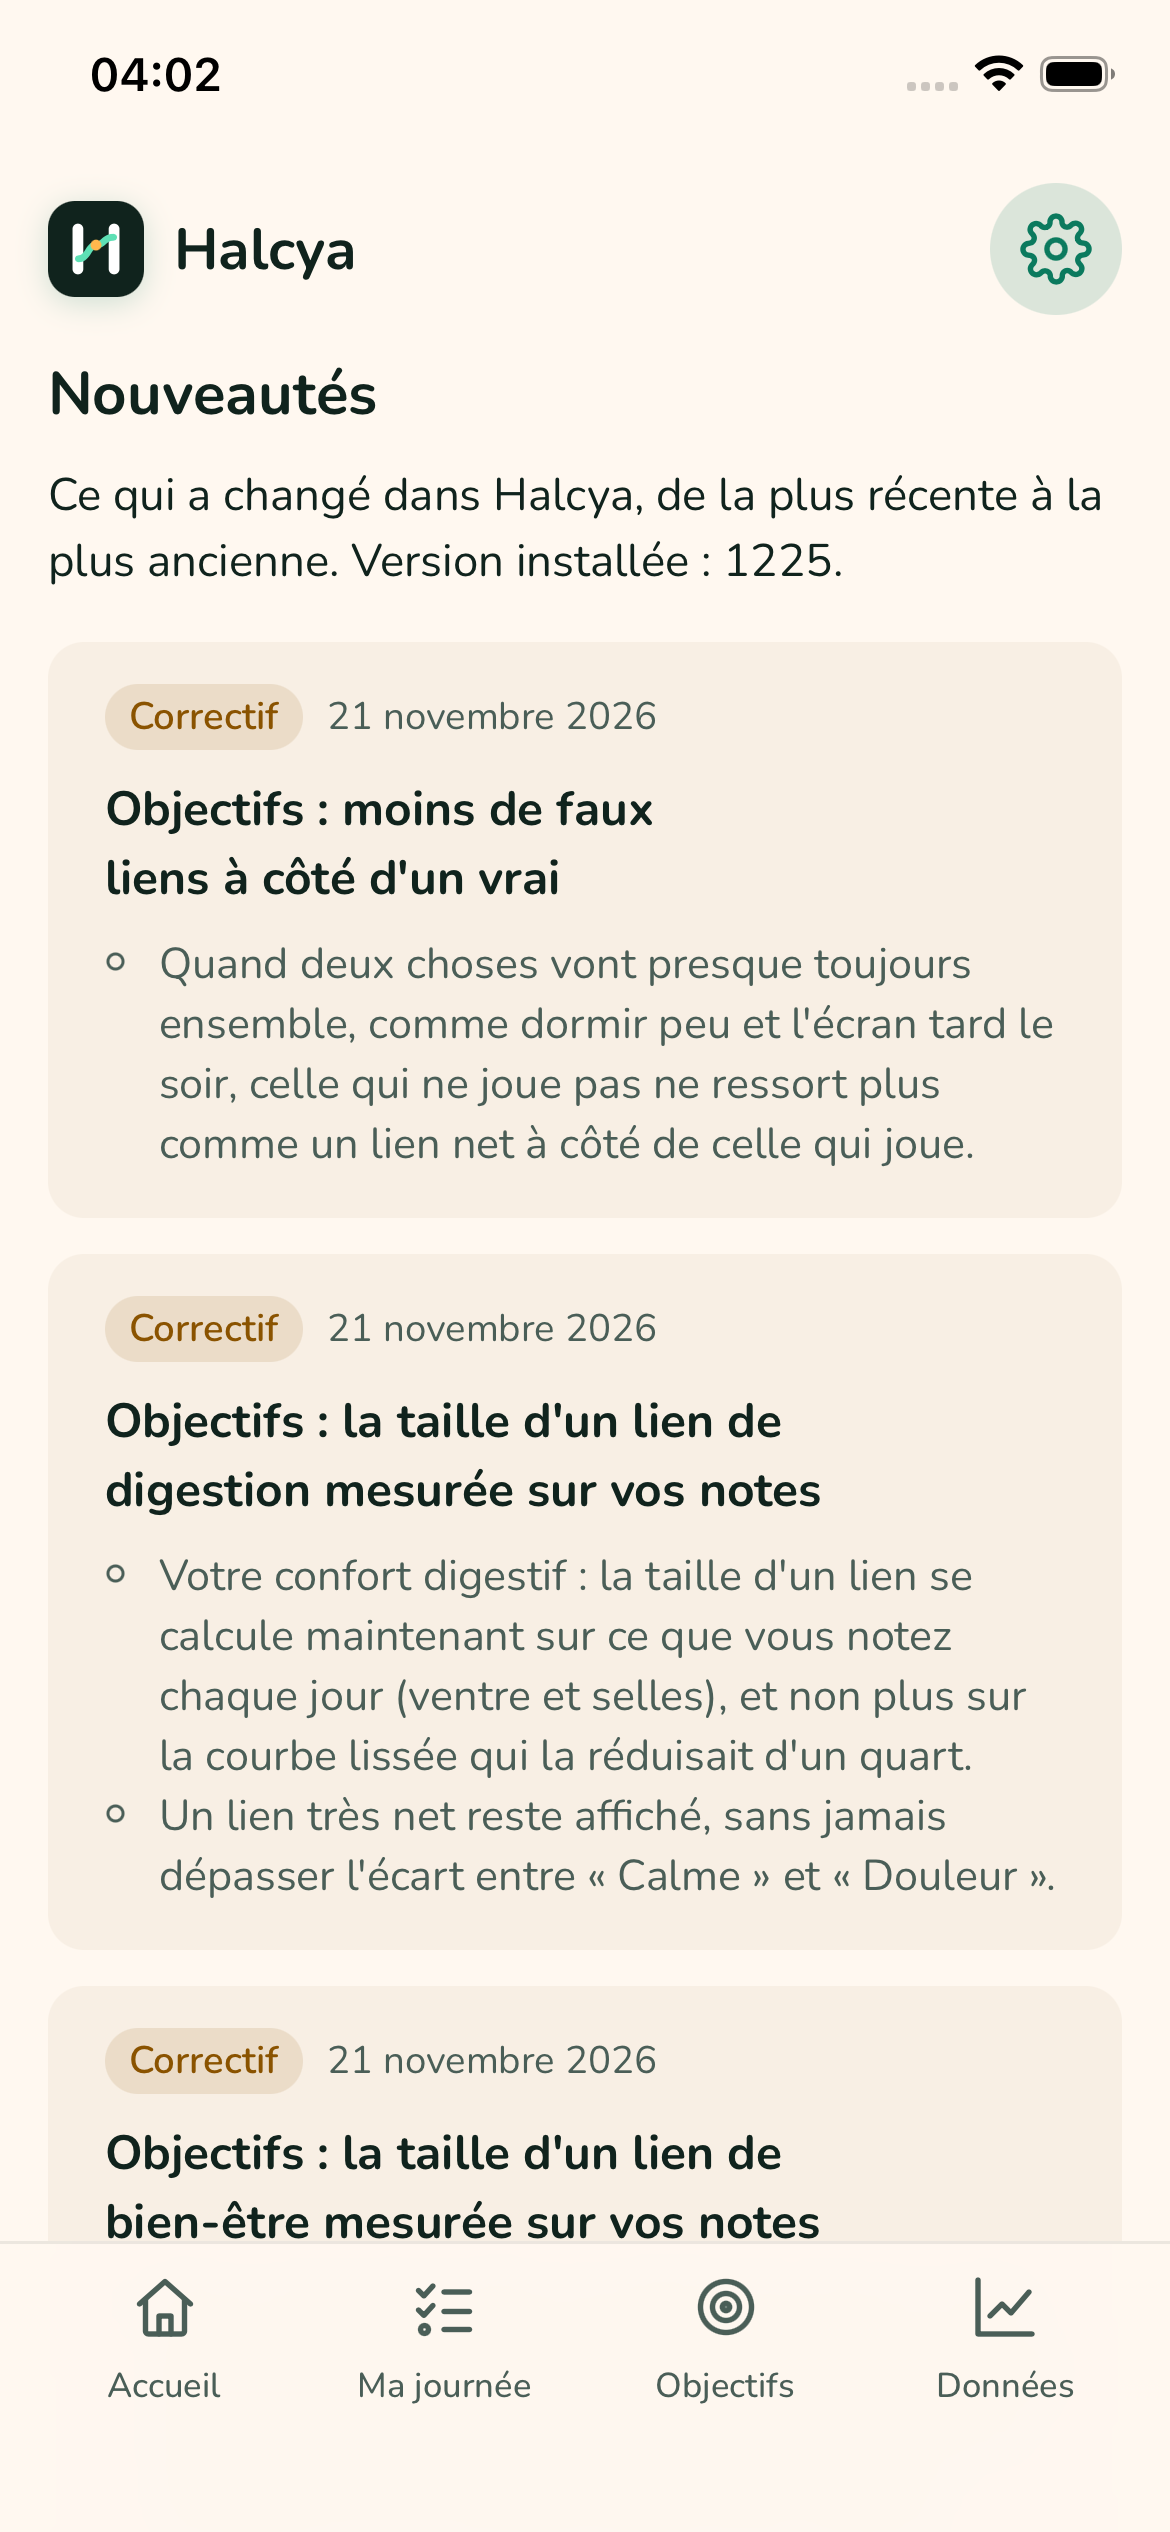 04:02
Halcya
Nouveautés
Ce qui a changé dans Halcya, de la plus récente à la
plus ancienne. Version installée : 1225.
Correctif 21 novembre 2026
Objectifs : moins de faux
liens à côté d'un vrai
Quand deux choses vont presque toujours
ensemble, comme dormir peu et l'écran tard le
soir, celle qui ne joue pas ne ressort plus
comme un lien net à côté de celle qui joue.
Correctif 21 novembre 2026
Objectifs : la taille d'un lien de
digestion mesurée sur vos notes
Votre confort digestif : la taille d'un lien se
calcule maintenant sur ce que vous notez
chaque jour (ventre et selles), et non plus sur
la courbe lissée qui la réduisait d'un quart.
Un lien très net reste affiché, sans jamais
dépasser l'écart entre « Calme » et « Douleur ».
Correctif 21 novembre 2026
Objectifs : la taille d'un lien de
bien-être mesurée sur vos notes
Accueil Ma journée Objectifs Données